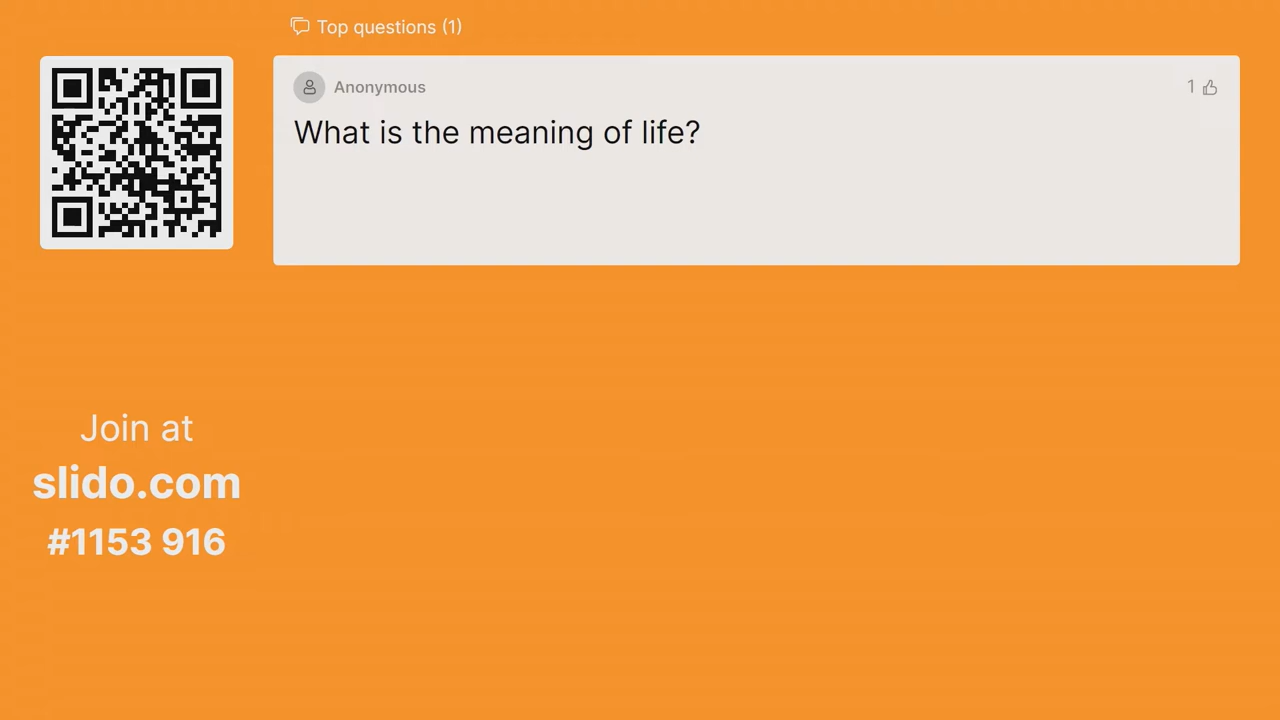 Top questions (1)
Anonymous
1
What is the meaning of life?
Join at
slido.com
#1153 916